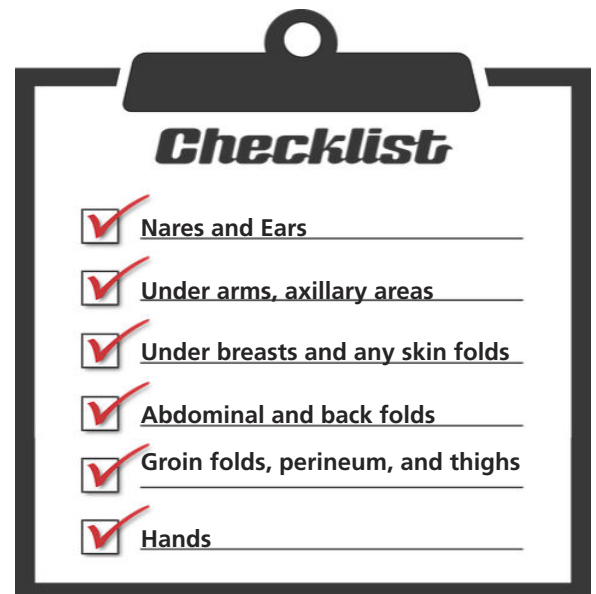 Checklist
Nares and Ears
Under arms, axillary areas
Under breasts and any skin folds
Abdominal and back folds
Groin folds, perineum, and thighs
Hands